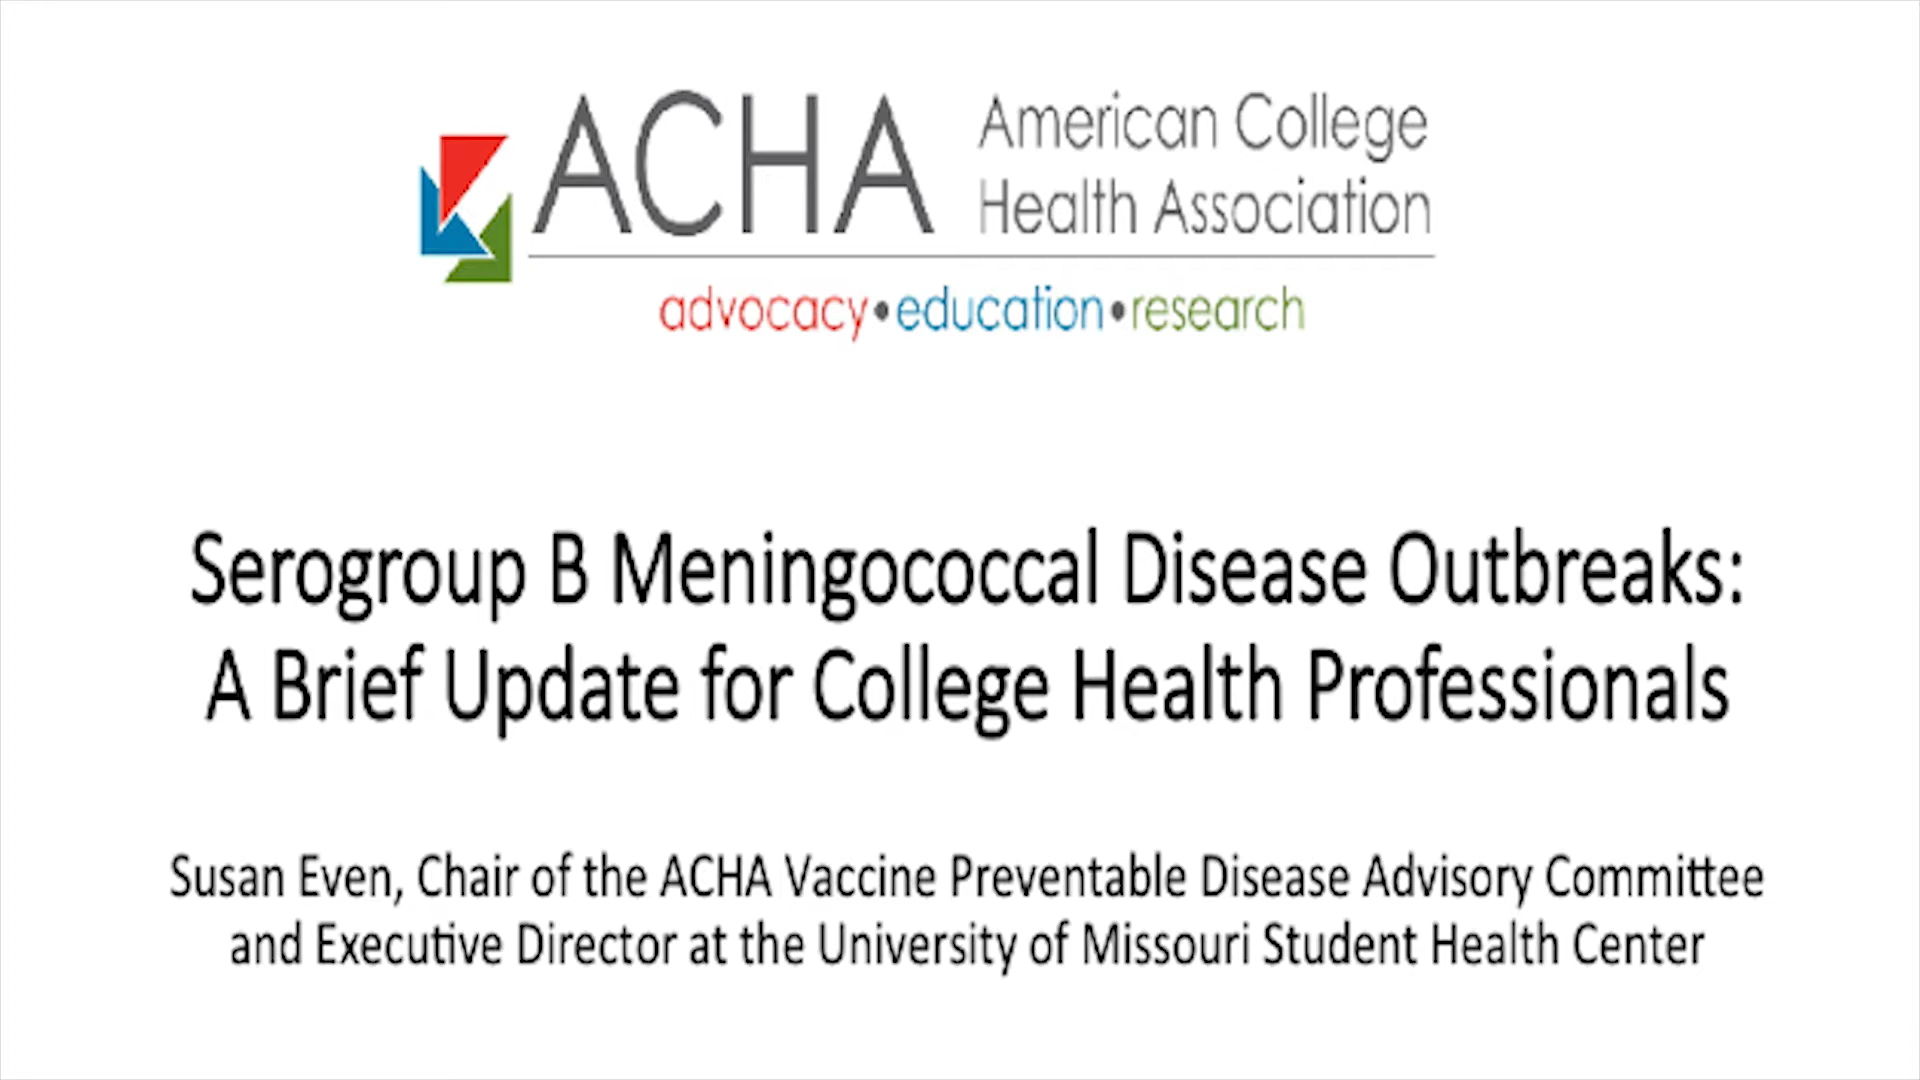 ACHA
American College
Health Association
advocacy•education•research
Serogroup B Meningococcal Disease Outbreaks:
A Brief Update for College Health Professionals
Susan Even, Chair of the ACHA Vaccine Preventable Disease Advisory Committee
and Executive Director at the University of Missouri Student Health Center